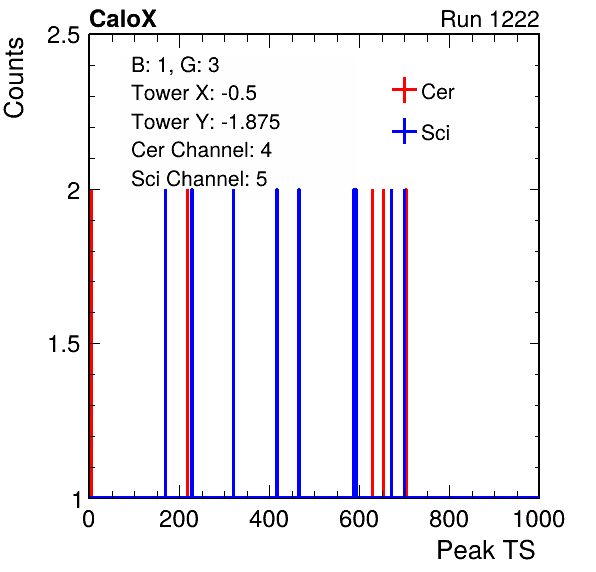 CaloX Run 1222
Counts
2.5
2
1.5
1
B: 1, G: 3
Tower X: -0.5
Tower Y: -1.875
Cer Channel: 4
Sci Channel: 5
Cer
Sci
0 200 400 600 800 1000
Peak TS